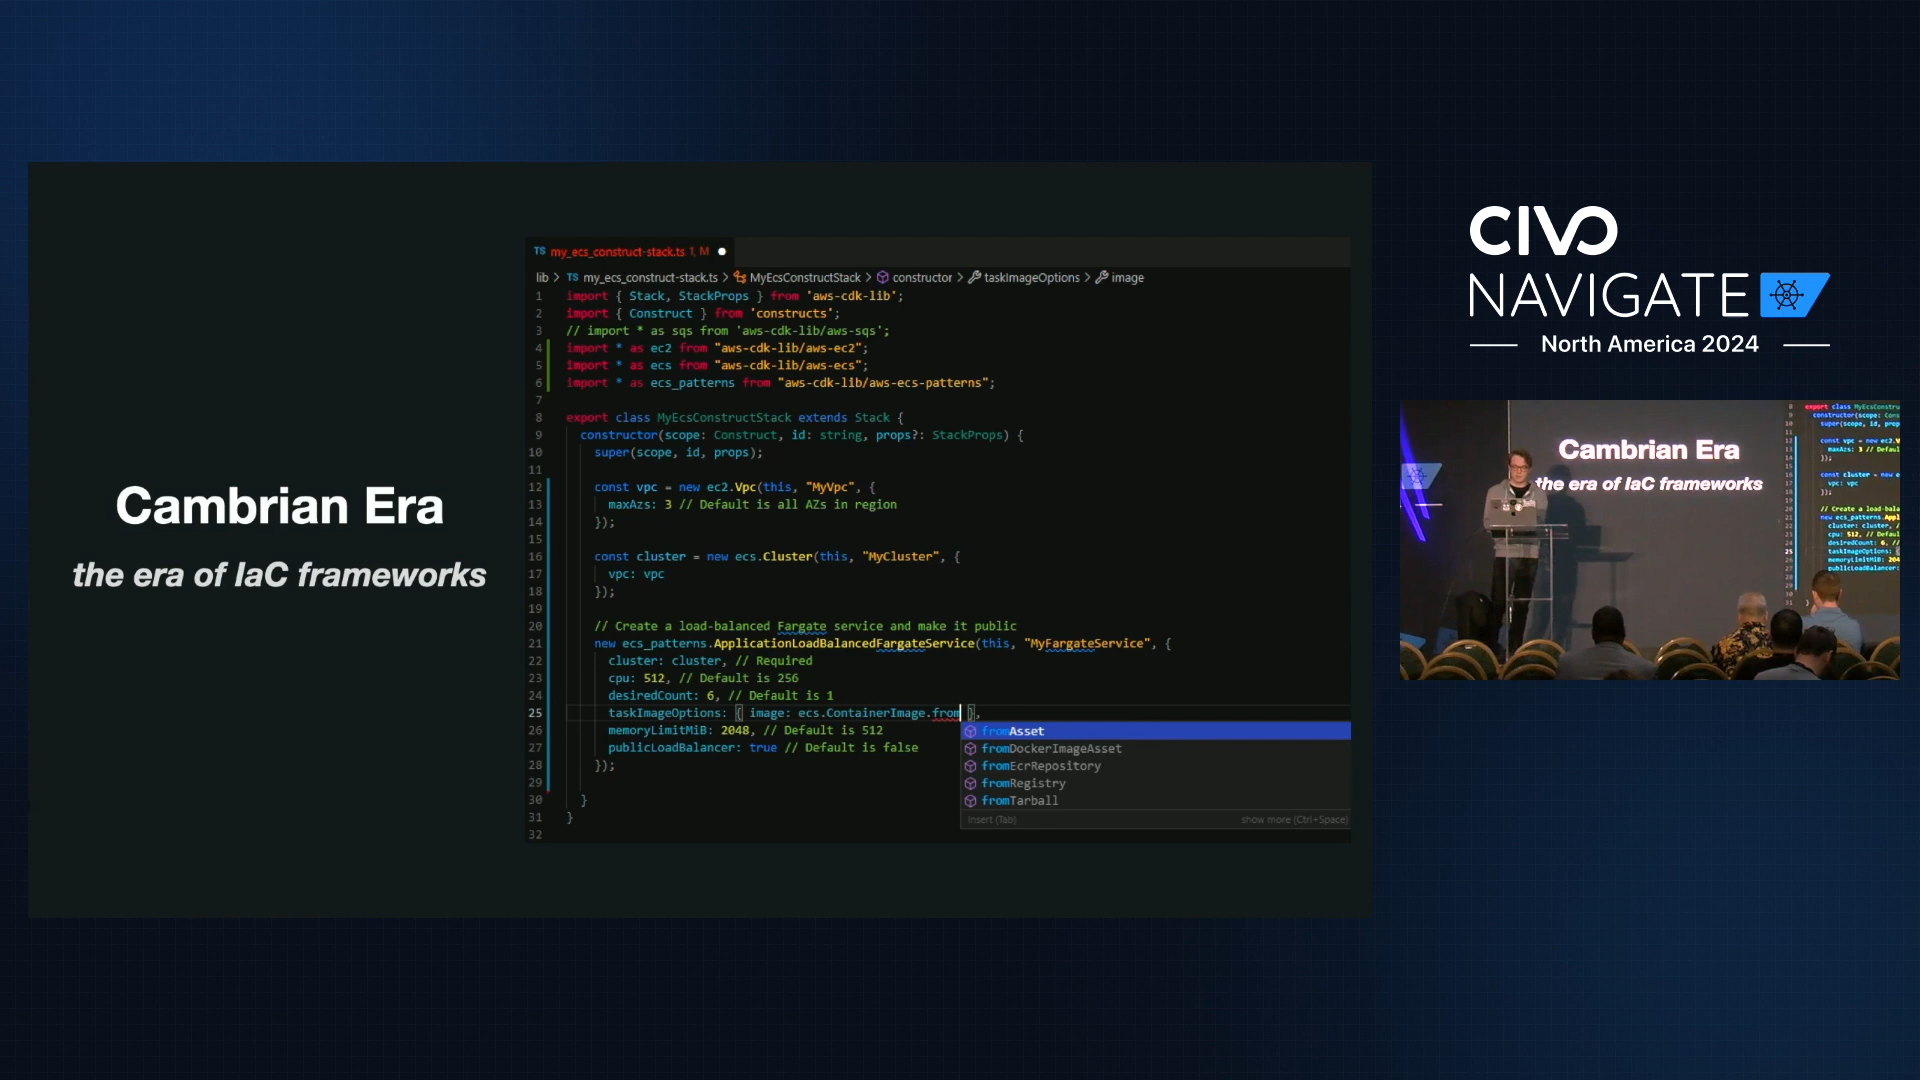 Cambrian Era
the era of IaC frameworks
TS my_ecs_construct-stack.ts 1, M
lib > TS my_ecs_construct-stack.ts > MyEcsConstructStack > constructor > taskImageOptions > image
1 import { Stack, StackProps } from 'aws-cdk-lib';
2 import { Construct } from 'constructs';
3 // import * as sqs from 'aws-cdk-lib/aws-sqs';
4 import * as ec2 from "aws-cdk-lib/aws-ec2";
5 import * as ecs from "aws-cdk-lib/aws-ecs";
6 import * as ecs_patterns from "aws-cdk-lib/aws-ecs-patterns";
7
8 export class MyEcsConstructStack extends Stack {
9 constructor(scope: Construct, id: string, props?: StackProps) {
10 super(scope, id, props);
11
12 const vpc = new ec2.Vpc(this, "MyVpc", {
13 maxAzs: 3 // Default is all AZs in region
14 });
15
16 const cluster = new ecs.Cluster(this, "MyCluster", {
17 vpc: vpc
18 });
19
20 // Create a load-balanced Fargate service and make it public
21 new ecs_patterns.ApplicationLoadBalancedFargateService(this, "MyFargateService", {
22 cluster: cluster, // Required
23 cpu: 512, // Default is 256
24 desiredCount: 6, // Default is 1
25 taskImageOptions: { image: ecs.ContainerImage.from },
26 memoryLimitMiB: 2048, // Default is 512
27 publicLoadBalancer: true // Default is false
28 });
29
30 }
31 }
32
fromAsset
fromDockerImageAsset
fromEcrRepository
fromRegistry
fromTarball
Insert (Tab) show more (Ctrl+Space)
CIVO
NAVIGATE
North America 2024
Cambrian Era
the era of IaC frameworks